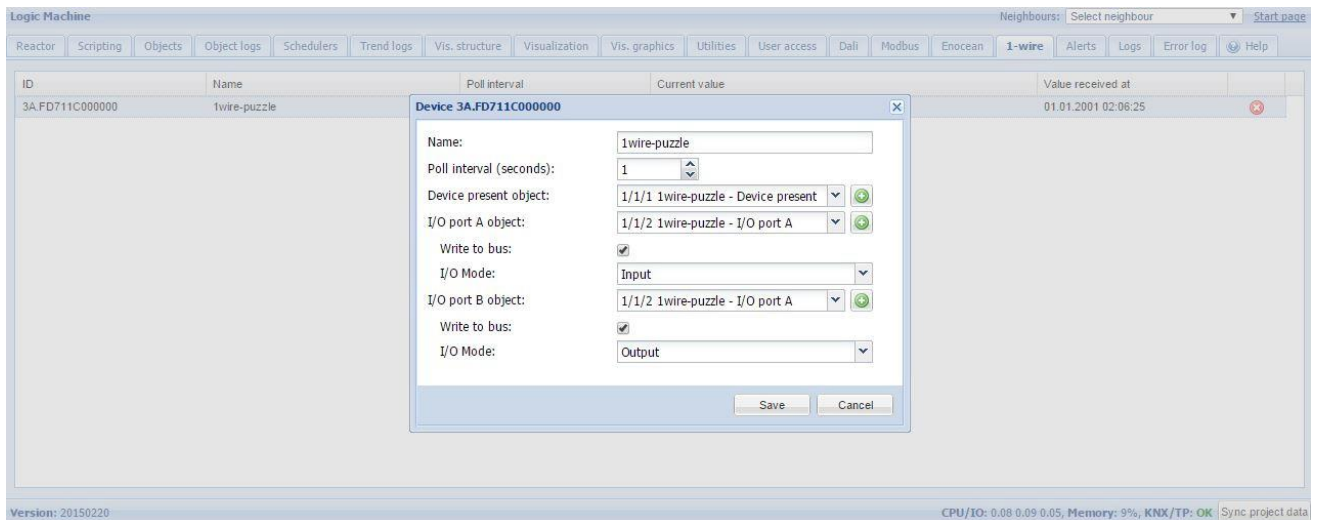 Logic Machine Neighbours: Select neighbour Start page
Reactor Scripting Objects Object logs Schedulers Trend logs Vis. structure Visualization Vis. graphics Utilities User access Dali Modbus Enocean 1-wire Alerts Logs Error log Help
ID Name Poll interval Current value Value received at
3A.FD711C000000 1wire-puzzle 01.01.2001 02:06:25
Device 3A.FD711C000000
Name: 1wire-puzzle
Poll interval (seconds): 1
Device present object: 1/1/1 1wire-puzzle - Device present
I/O port A object: 1/1/2 1wire-puzzle - I/O port A
Write to bus:
I/O Mode: Input
I/O port B object: 1/1/2 1wire-puzzle - I/O port A
Write to bus:
I/O Mode: Output
Save Cancel
Version: 20150220 CPU/IO: 0.08 0.09 0.05, Memory: 9%, KNX/TP: OK Sync project data